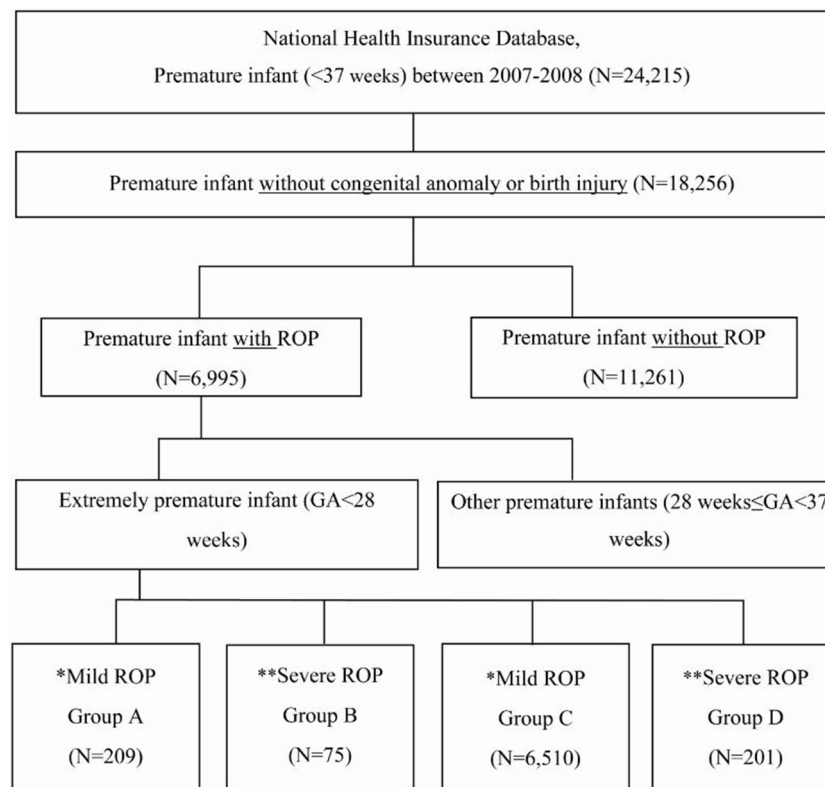 National Health Insurance Database,
Premature infant (<37 weeks) between 2007-2008 (N=24,215)
Premature infant without congenital anomaly or birth injury (N=18,256)
Premature infant with ROP
(N=6,995)
Premature infant without ROP
(N=11,261)
Extremely premature infant (GA<28
weeks)
Other premature infants (28 weeks≤GA<37
weeks)
*Mild ROP
Group A
(N=209)
**Severe ROP
Group B
(N=75)
*Mild ROP
Group C
(N=6,510)
**Severe ROP
Group D
(N=201)